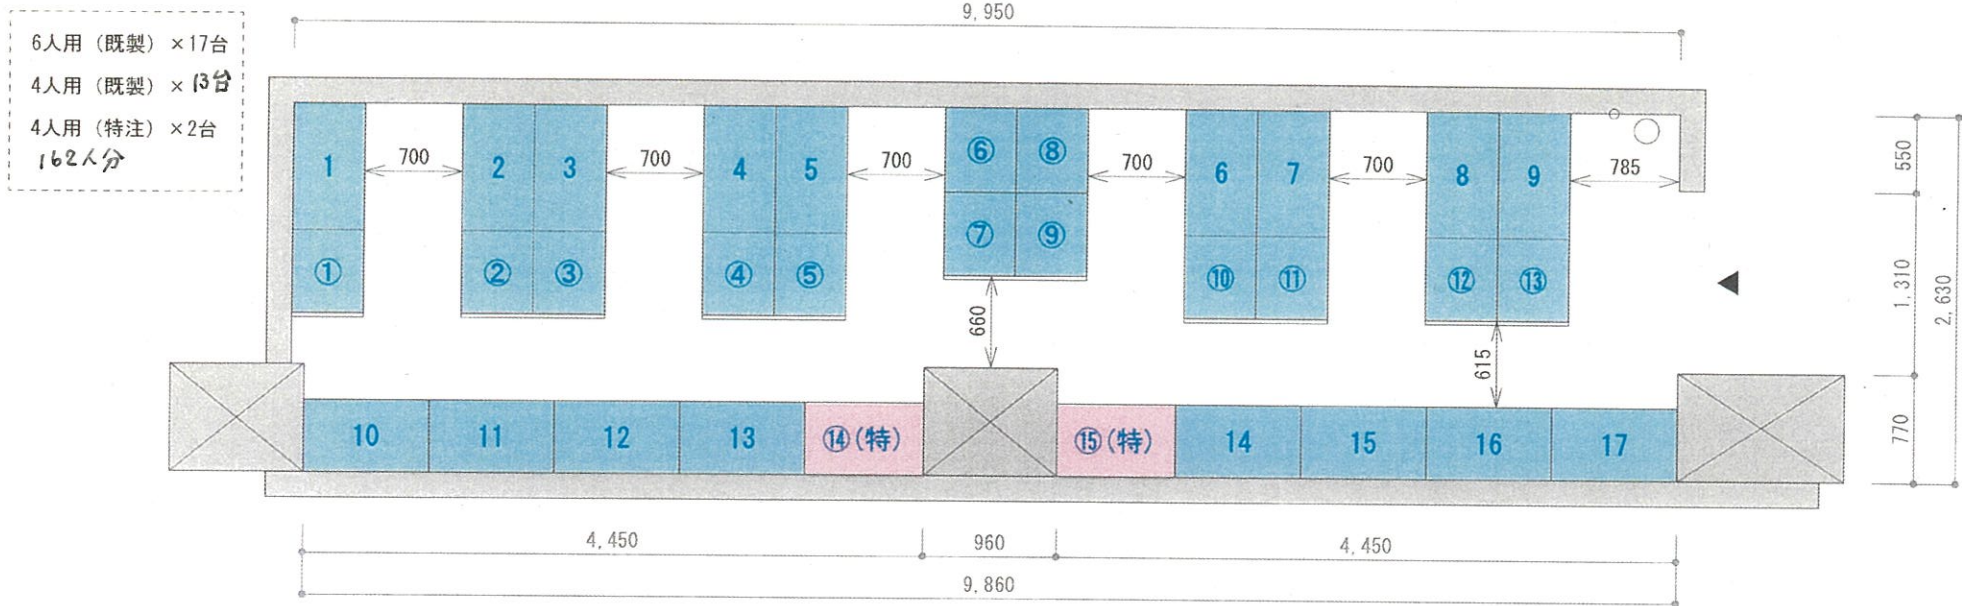 9,950
6人用（既製）×17台
4人用（既製）×13台
4人用（特注）×2台
162人分
1 700 2 3 700 4 5 700 ⑥ ⑧ 700 6 7 700 8 9 785
550
⑦ ⑨
① ② ③ ④ ⑤ ⑩ ⑪ ⑫ ⑬
1,310
2,630
660
615
10 11 12 13 ⑭(特) ⑮(特) 14 15 16 17
770
4,450 960 4,450
9,860